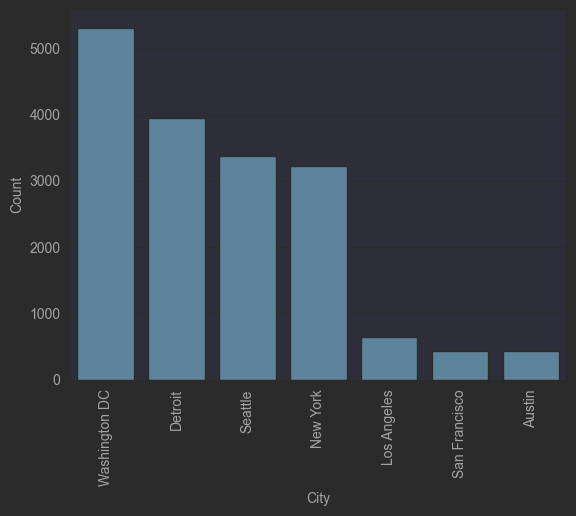 5000
4000
3000
2000
1000
0
Count
Washington DC
Detroit
Seattle
New York
Los Angeles
San Francisco
Austin
City